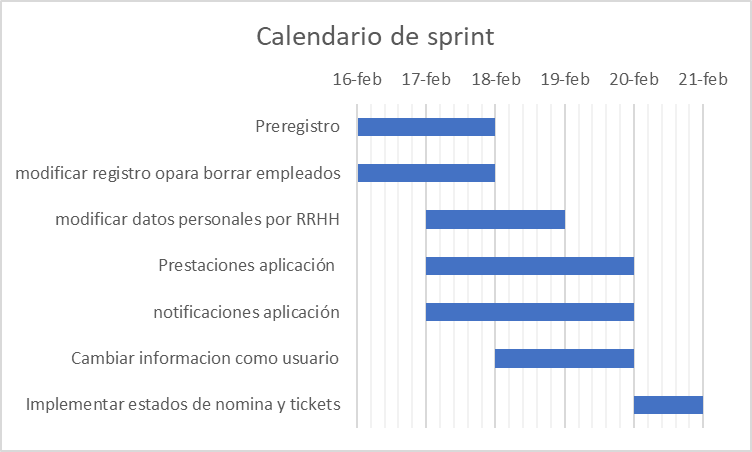 Calendario de sprint
16-feb 17-feb 18-feb 19-feb 20-feb 21-feb
Preregistro
modificar registro opara borrar empleados
modificar datos personales por RRHH
Prestaciones aplicación
notificaciones aplicación
Cambiar informacion como usuario
Implementar estados de nomina y tickets